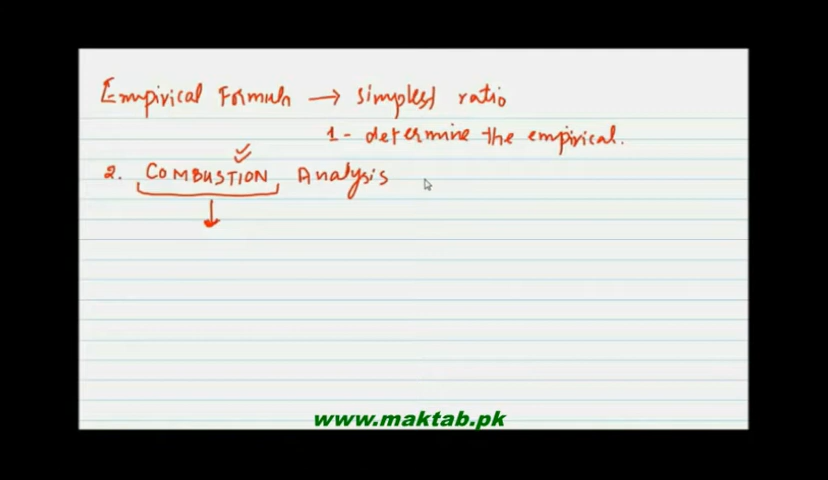 Empirical Formula → simplest ratio
1- determine the empirical.
2. COMBUSTION Analysis
www.maktab.pk